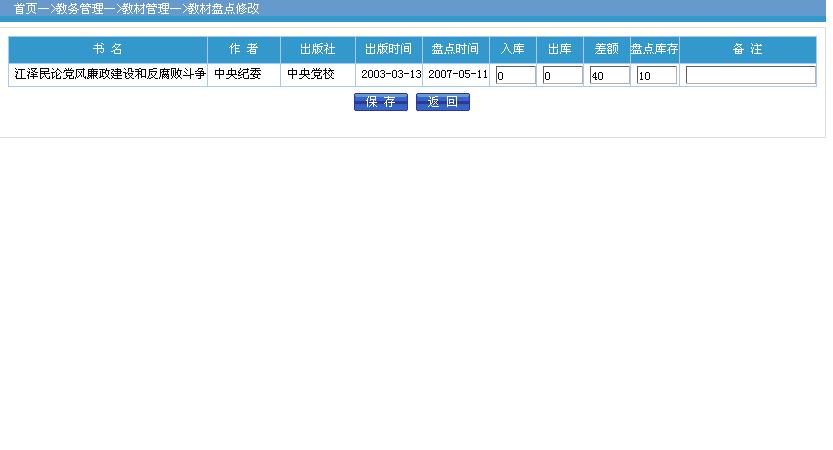 首页—>教务管理—>教材管理—>教材盘点修改
书 名 作 者 出版社 出版时间 盘点时间 入库 出库 差额 盘点库存 备 注
江泽民论党风廉政建设和反腐败斗争 中央纪委 中央党校 2003-03-13 2007-05-11 0 0 40 10
保 存 返 回